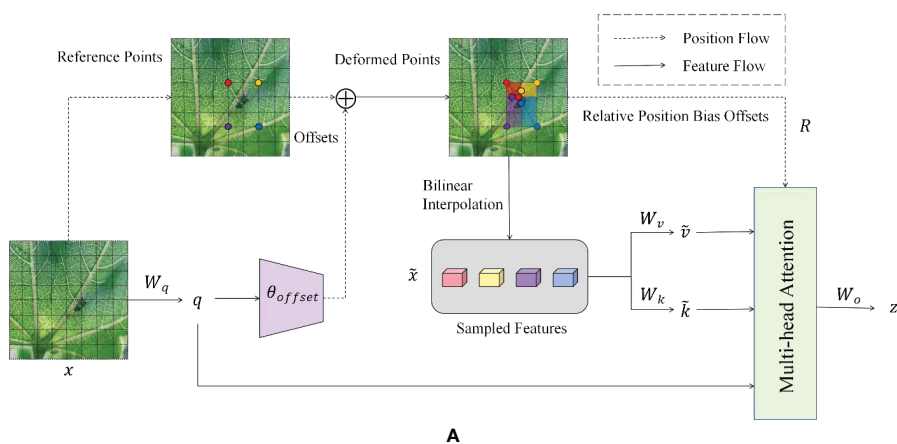 Reference Points
Deformed Points
Position Flow
Feature Flow
Offsets
Relative Position Bias Offsets
R
Bilinear
Interpolation
W_q
q
θ_offset
x
x̃
Sampled Features
W_v
ṽ
W_k
k̃
Multi-head Attention
W_o
z
A